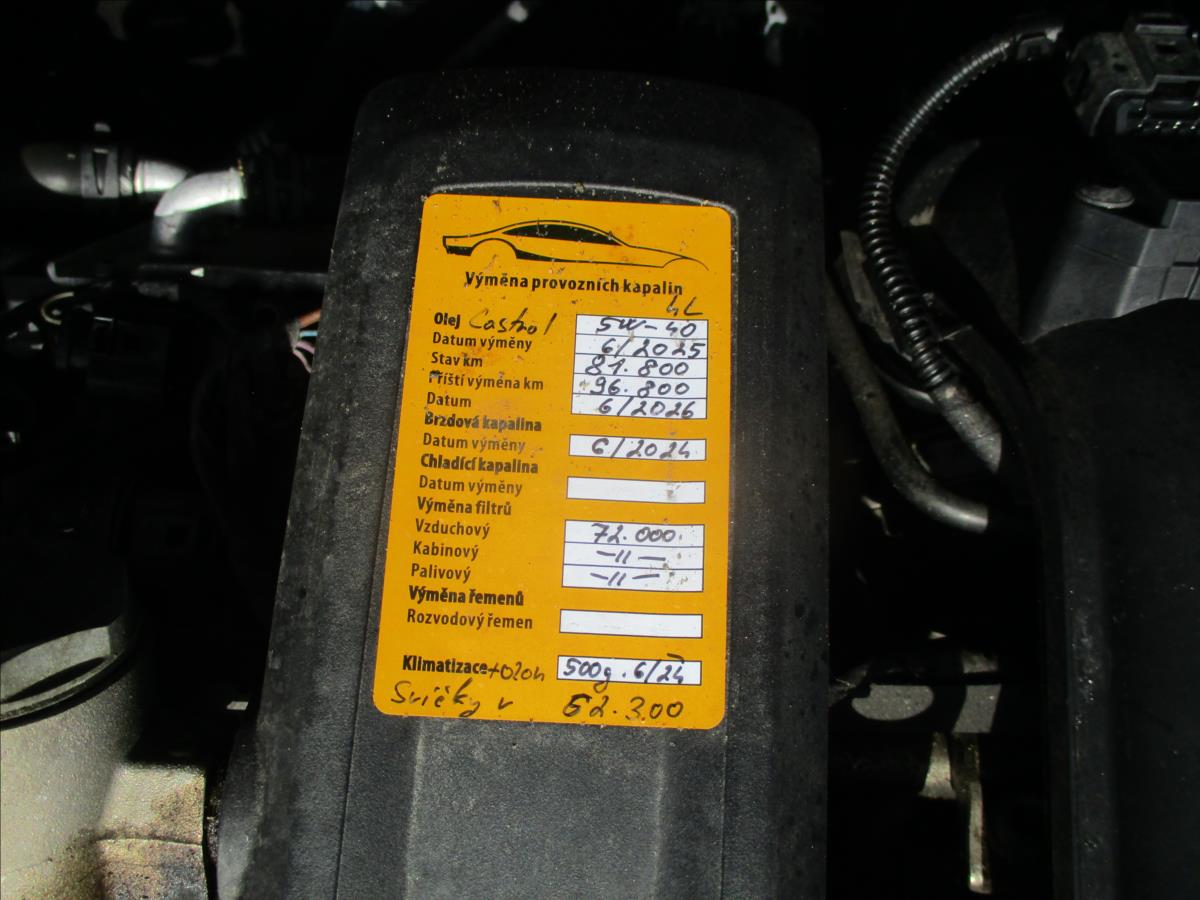 Výměna provozních kapalin
4L
Olej Castrol 5W-40
Datum výměny 6/2025
Stav km 81.800
Příští výměna km 96.800
Datum 6/2026
Brzdová kapalina
Datum výměny 6/2024
Chladící kapalina
Datum výměny
Výměna filtrů
Vzduchový 72.000.
Kabinový -11-
Palivový -11-
Výměna řemenů
Rozvodový řemen
Klimatizace+ozon 500g. 6/24
Svíčky v 62.300